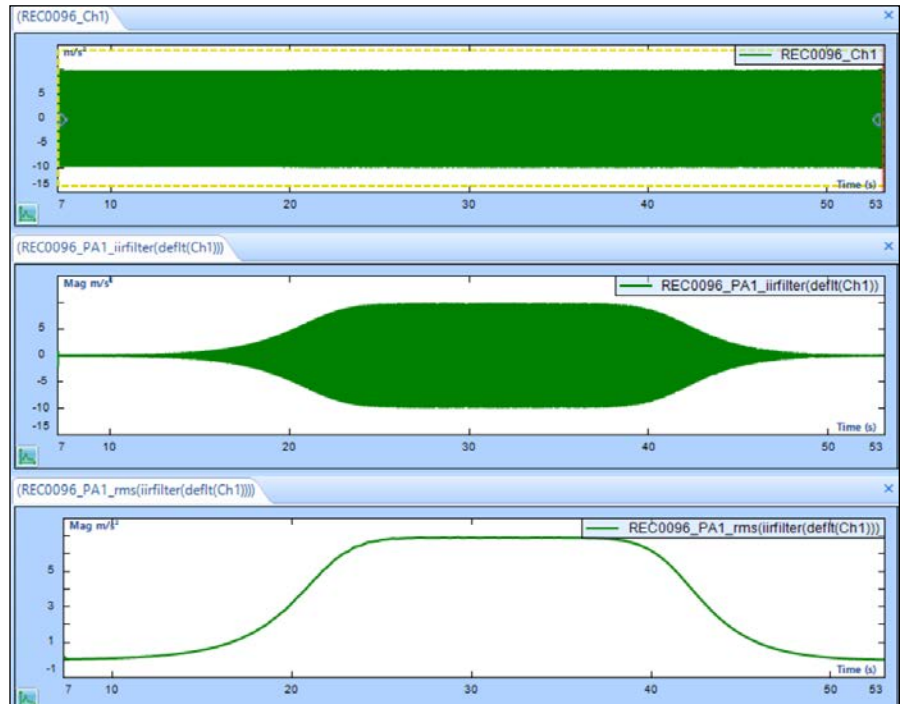 (REC0096_Ch1)
m/s²
REC0096_Ch1
5
0
-5
-10
-15
Time (s)
7 10 20 30 40 50 53
(REC0096_PA1_iirfilter(deflt(Ch1)))
Mag m/s²
REC0096_PA1_iirfilter(deflt(Ch1))
5
0
-5
-10
-15
Time (s)
7 10 20 30 40 50 53
(REC0096_PA1_rms(iirfilter(deflt(Ch1))))
Mag m/s²
REC0096_PA1_rms(iirfilter(deflt(Ch1)))
5
3
1
-1
Time (s)
7 10 20 30 40 50 53